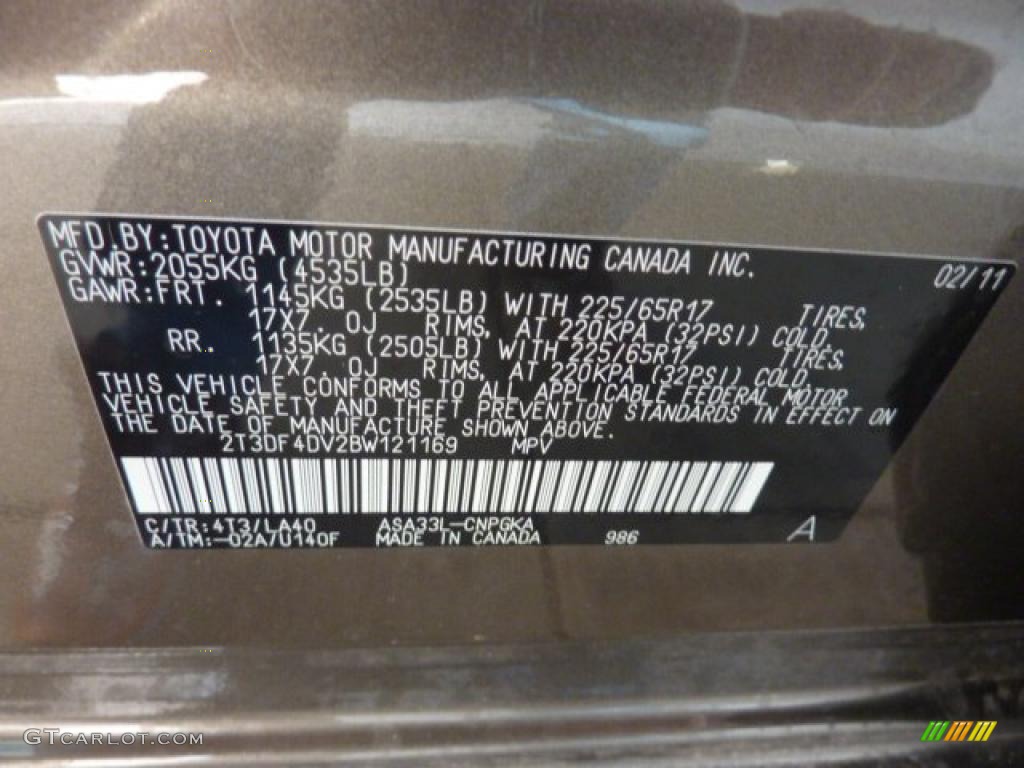 MFD.BY:TOYOTA MOTOR MANUFACTURING CANADA INC. 02/11
GVWR:2055KG (4535LB)
GAWR:FRT. 1145KG (2535LB) WITH 225/65R17 TIRES,
17X7.0J RIMS, AT 220KPA (32PSI) COLD.
RR. 1135KG (2505LB) WITH 225/65R17 TIRES,
17X7.0J RIMS, AT 220KPA (32PSI) COLD.
THIS VEHICLE CONFORMS TO ALL APPLICABLE FEDERAL MOTOR
VEHICLE SAFETY AND THEFT PREVENTION STANDARDS IN EFFECT ON
THE DATE OF MANUFACTURE SHOWN ABOVE.
2T3DF4DV2BW121169 MPV
C/TR:4T3/LA40 ASA33L-CNPGKA
A/TM:-02A/U140F MADE IN CANADA 986 A
GTCARLOT.COM